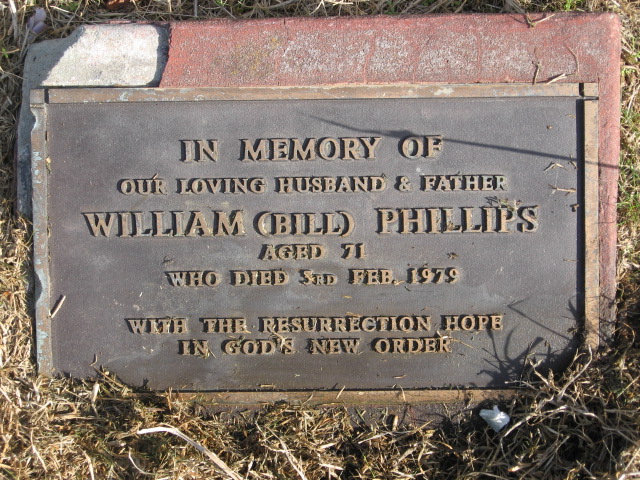 IN MEMORY OF
OUR LOVING HUSBAND & FATHER
WILLIAM (BILL) PHILLIPS
AGED 71
WHO DIED 3RD FEB. 1979
WITH THE RESURRECTION HOPE
IN GOD'S NEW ORDER